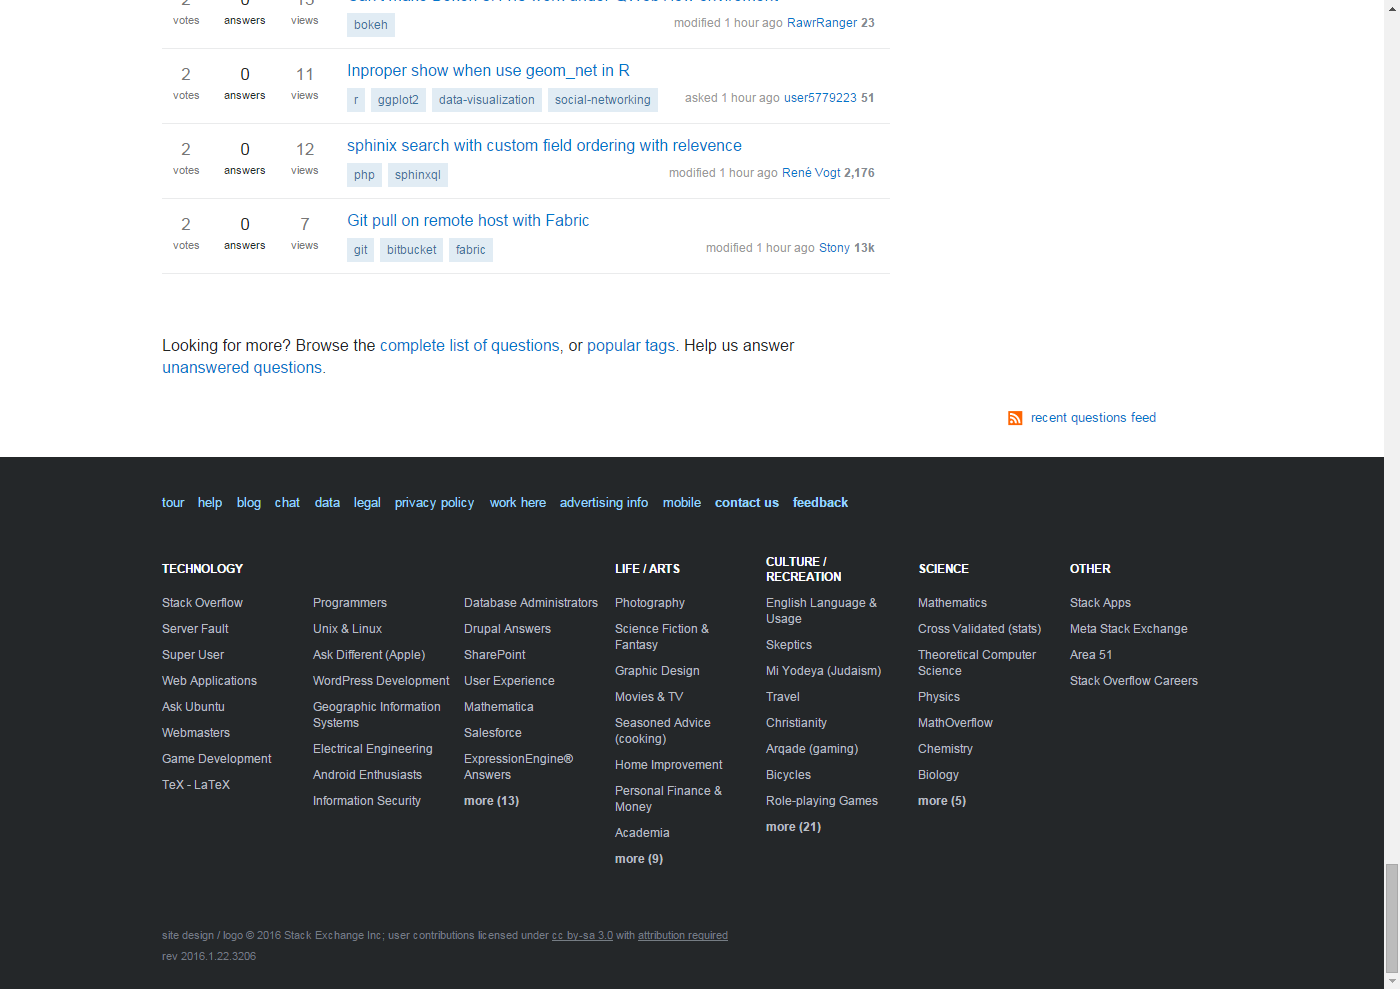 2 0
votes answers views
bokeh modified 1 hour ago RawrRanger 23
2 0 11 Inproper show when use geom_net in R
votes answers views
r ggplot2 data-visualization social-networking asked 1 hour ago user5779223 51
2 0 12 sphinix search with custom field ordering with relevence
votes answers views
php sphinxql modified 1 hour ago René Vogt 2,176
2 0 7 Git pull on remote host with Fabric
votes answers views
git bitbucket fabric modified 1 hour ago Stony 13k
Looking for more? Browse the complete list of questions, or popular tags. Help us answer
unanswered questions.
recent questions feed
tour help blog chat data legal privacy policy work here advertising info mobile contact us feedback
TECHNOLOGY
Stack Overflow
Server Fault
Super User
Web Applications
Ask Ubuntu
Webmasters
Game Development
TeX - LaTeX
Programmers
Unix & Linux
Ask Different (Apple)
WordPress Development
Geographic Information
Systems
Electrical Engineering
Android Enthusiasts
Information Security
Database Administrators
Drupal Answers
SharePoint
User Experience
Mathematica
Salesforce
ExpressionEngine®
Answers
more (13)
LIFE / ARTS
Photography
Science Fiction &
Fantasy
Graphic Design
Movies & TV
Seasoned Advice
(cooking)
Home Improvement
Personal Finance &
Money
Academia
more (9)
CULTURE /
RECREATION
English Language &
Usage
Skeptics
Mi Yodeya (Judaism)
Travel
Christianity
Arqade (gaming)
Bicycles
Role-playing Games
more (21)
SCIENCE
Mathematics
Cross Validated (stats)
Theoretical Computer
Science
Physics
MathOverflow
Chemistry
Biology
more (5)
OTHER
Stack Apps
Meta Stack Exchange
Area 51
Stack Overflow Careers
site design / logo © 2016 Stack Exchange Inc; user contributions licensed under cc by-sa 3.0 with attribution required
rev 2016.1.22.3206